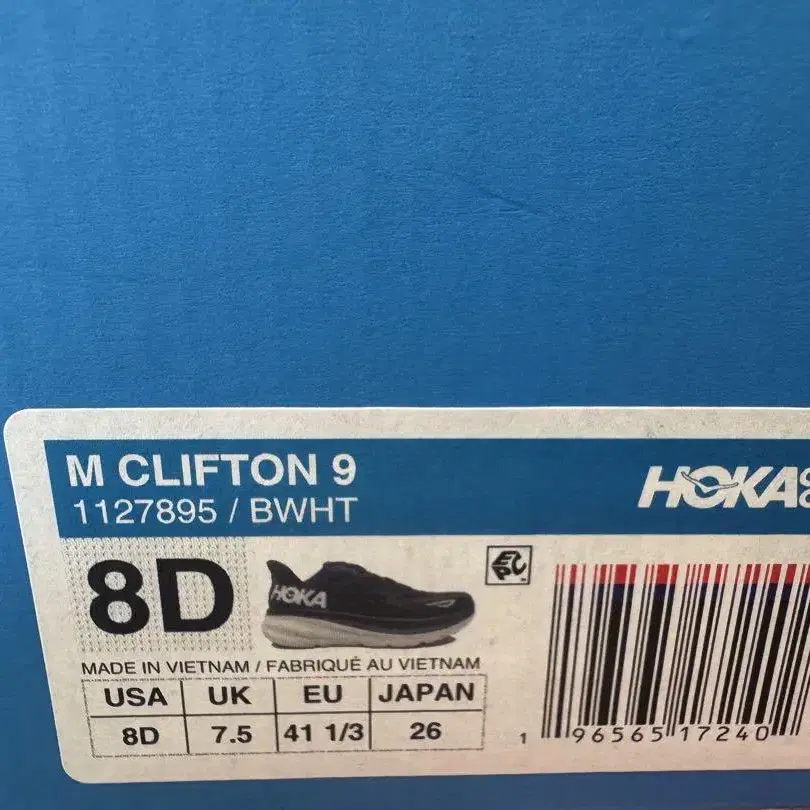 M CLIFTON 9
1127895 / BWHT
HOKA
8D
HOKA
MADE IN VIETNAM / FABRIQUÉ AU VIETNAM
USA UK EU JAPAN
8D 7.5 41 1/3 26
1 96565 17240